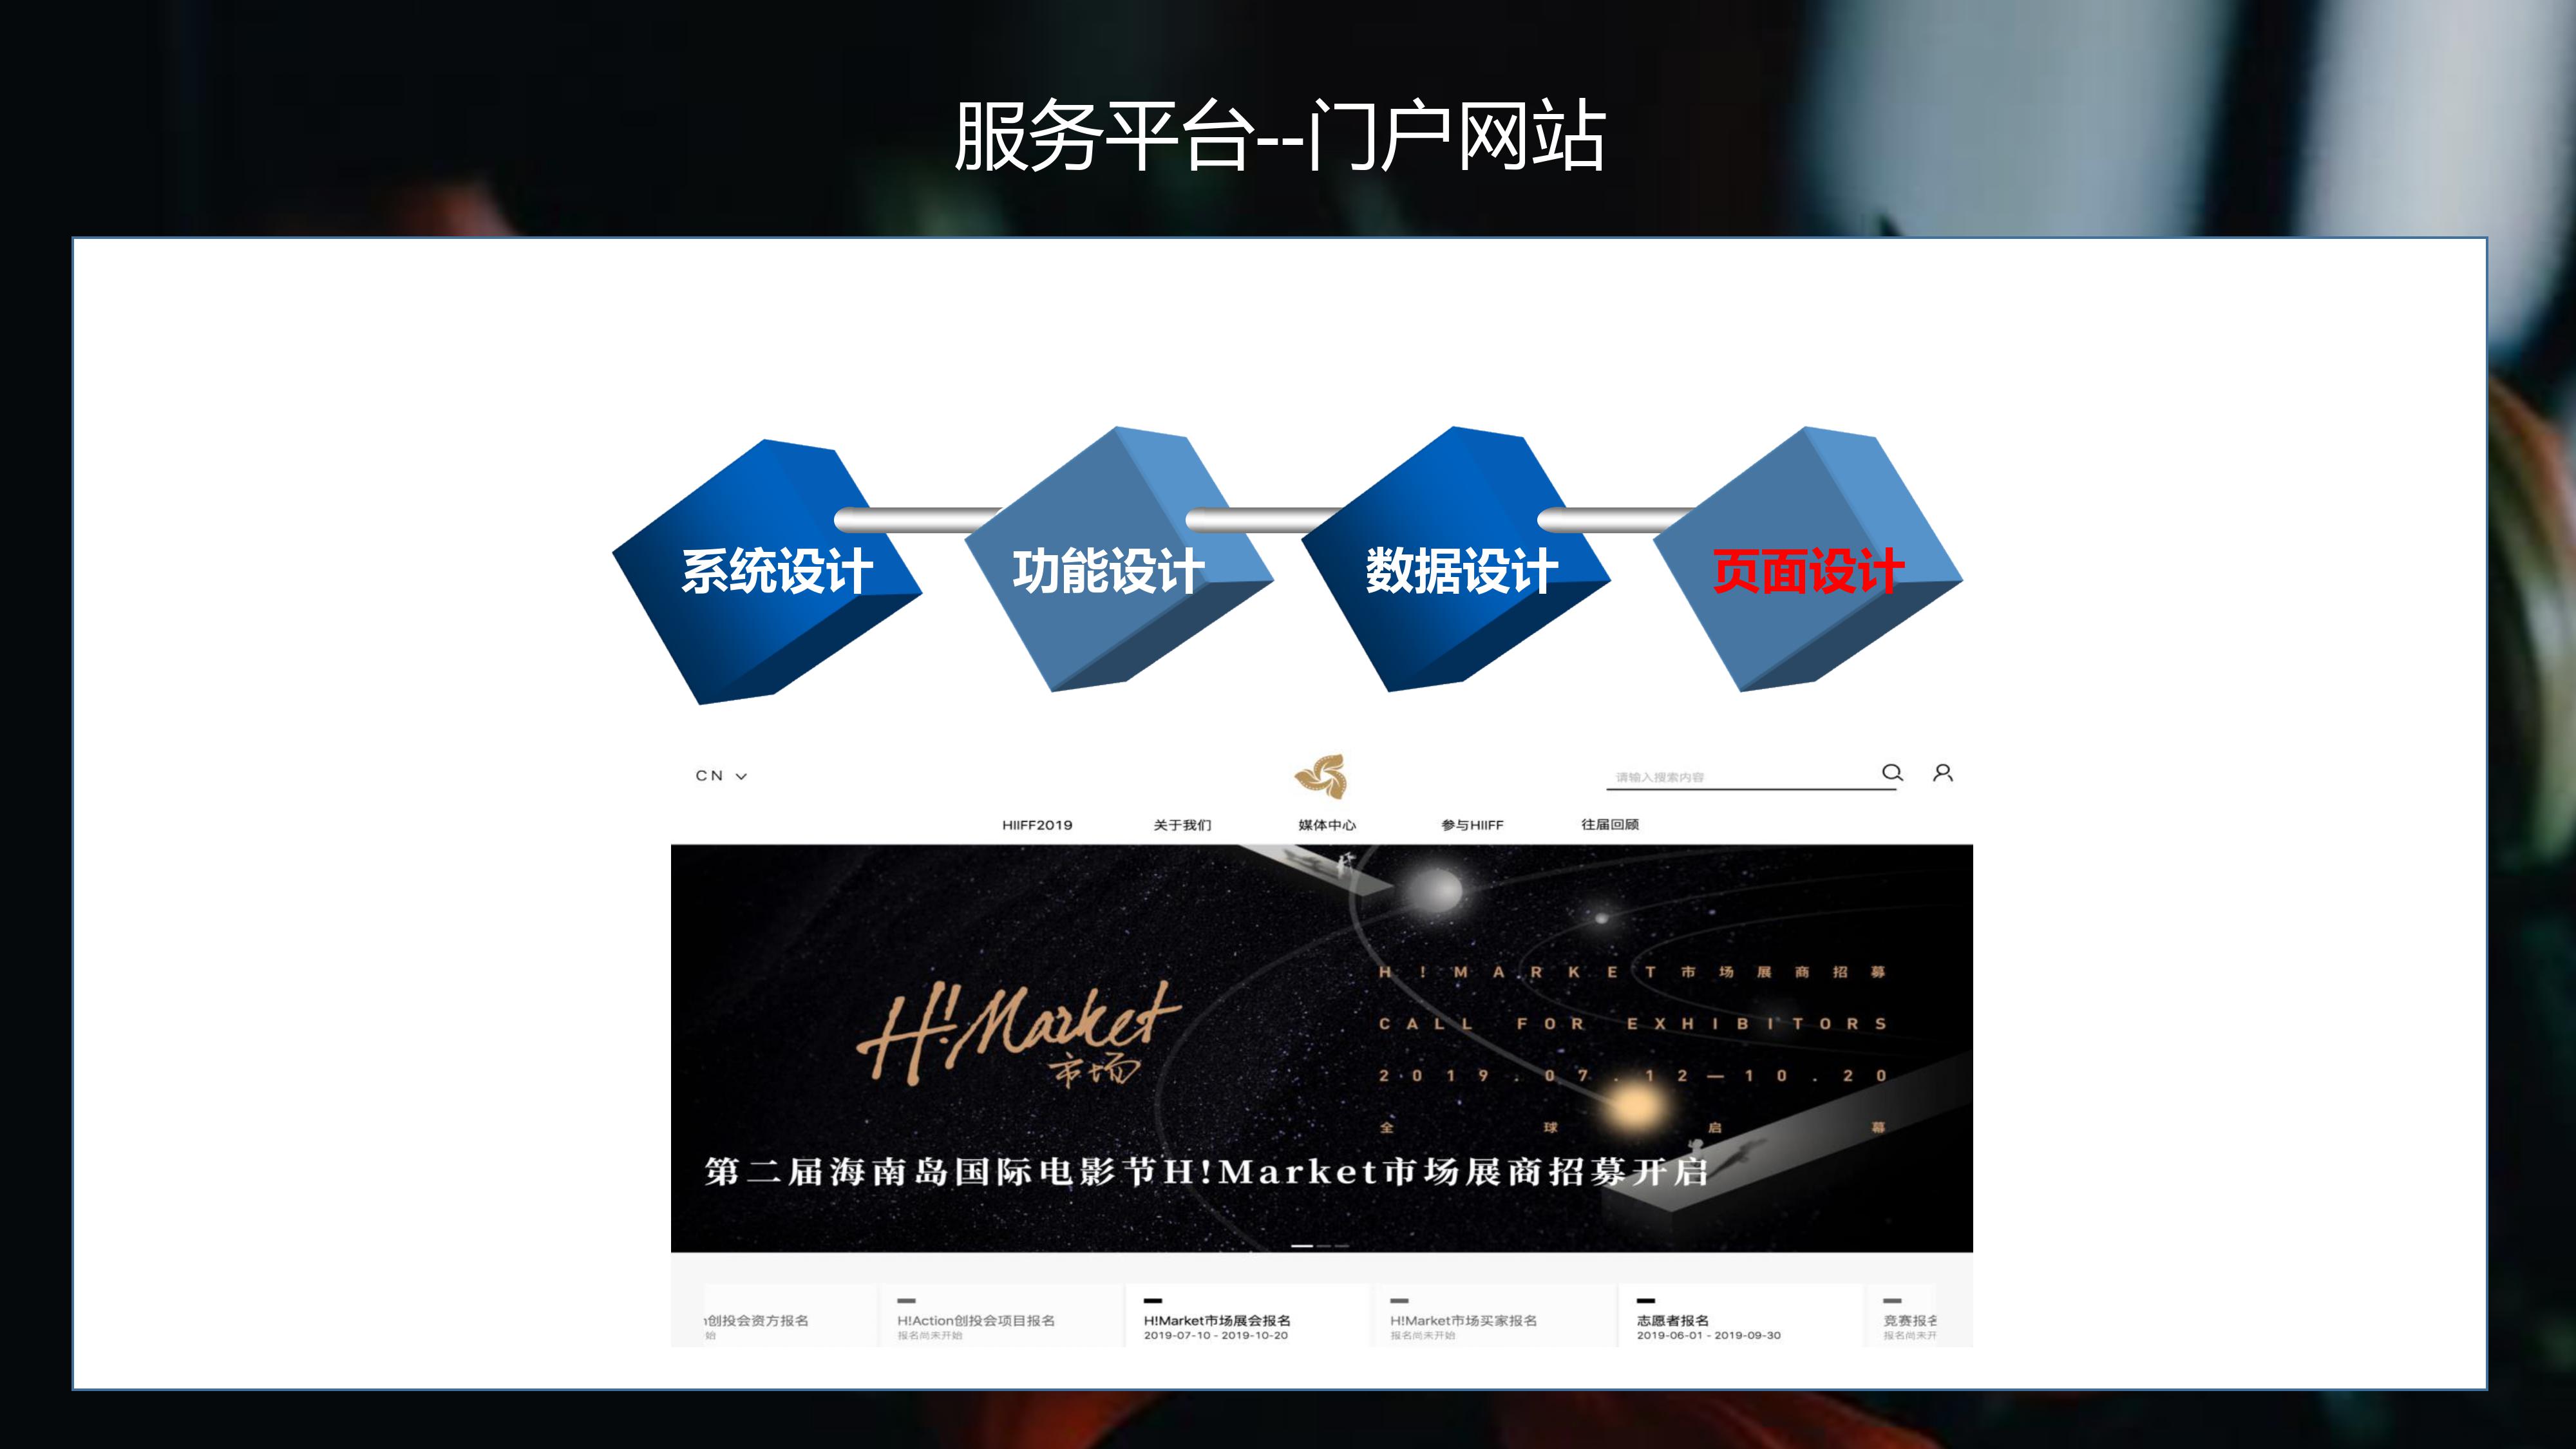 服务平台--门户网站
系统设计 功能设计 数据设计 页面设计
CN 请输入搜索内容
HIIFF2019 关于我们 媒体中心 参与HIIFF 往届回顾
H!MARKET市场展商招募
CALL FOR EXHIBITORS
H!Market
2019.07.12—10.20
市场
全球启幕
第二届海南岛国际电影节H!Market市场展商招募开启
创投会资方报名 H!Action创投会项目报名 H!Market市场展会报名 H!Market市场买家报名 志愿者报名 竞赛报名
始 报名尚未开始 2019-07-10 - 2019-10-20 报名尚未开始 2019-06-01 - 2019-09-30 报名尚未开